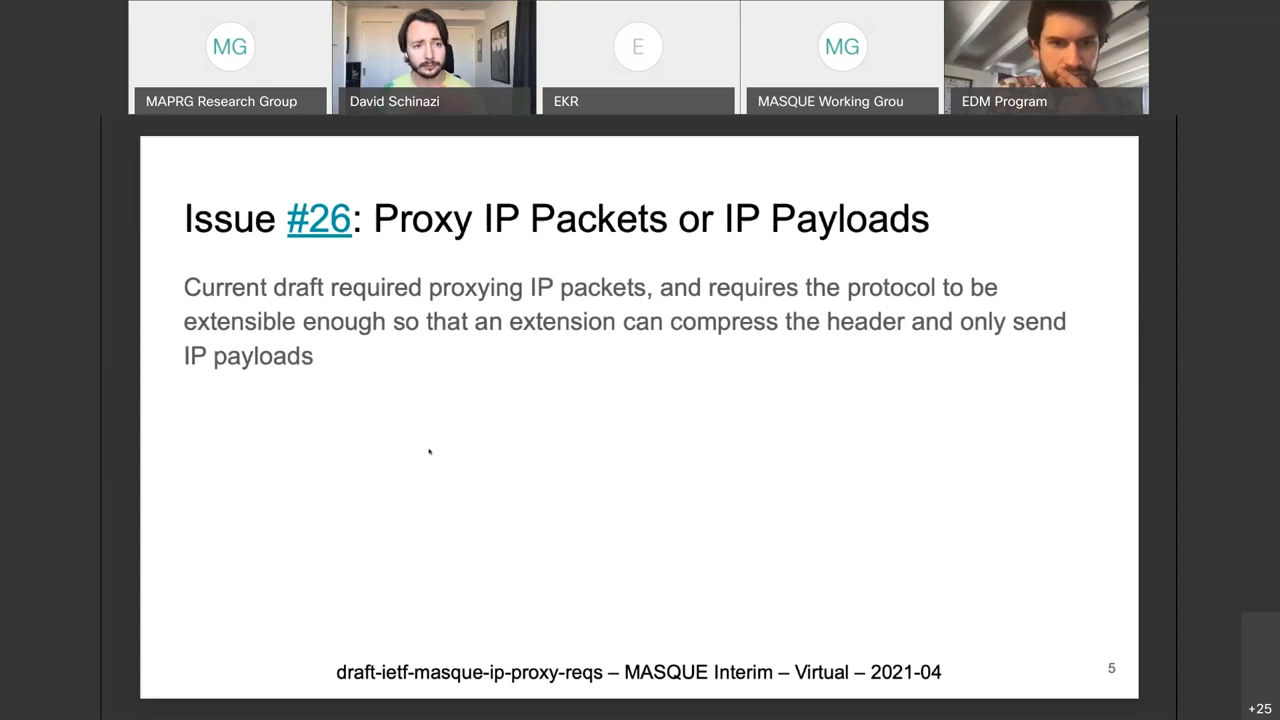 MG
E
MG
MAPRG Research Group
David Schinazi
EKR
MASQUE Working Grou
EDM Program
Issue #26: Proxy IP Packets or IP Payloads
Current draft required proxying IP packets, and requires the protocol to be
extensible enough so that an extension can compress the header and only send
IP payloads
draft-ietf-masque-ip-proxy-reqs – MASQUE Interim – Virtual – 2021-04
5
+25